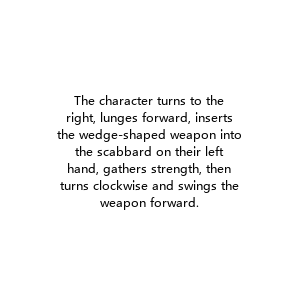 The character turns to the
right, lunges forward, inserts
the wedge-shaped weapon into
the scabbard on their left
hand, gathers strength, then
turns clockwise and swings the
weapon forward.